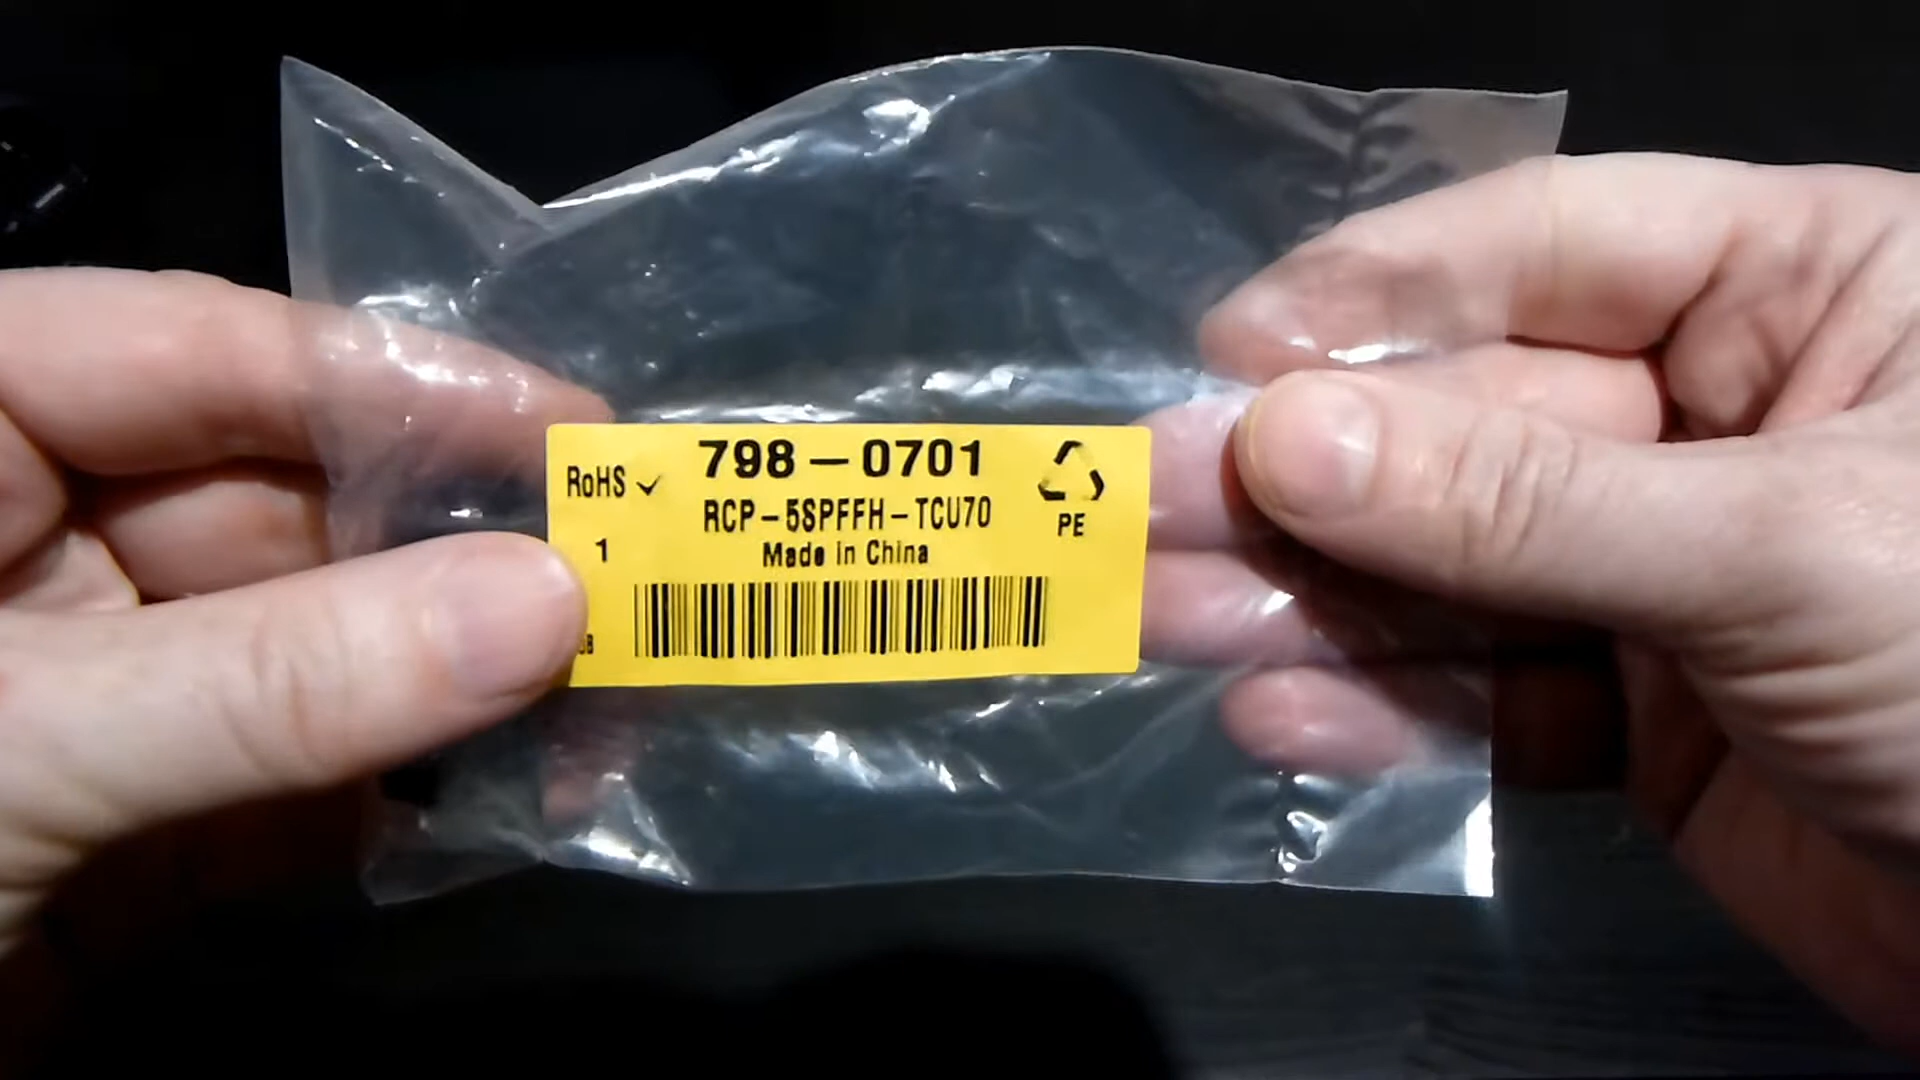 798-0701
RoHS ✓
RCP-5SPFFH-TCU70
PE
1
Made in China